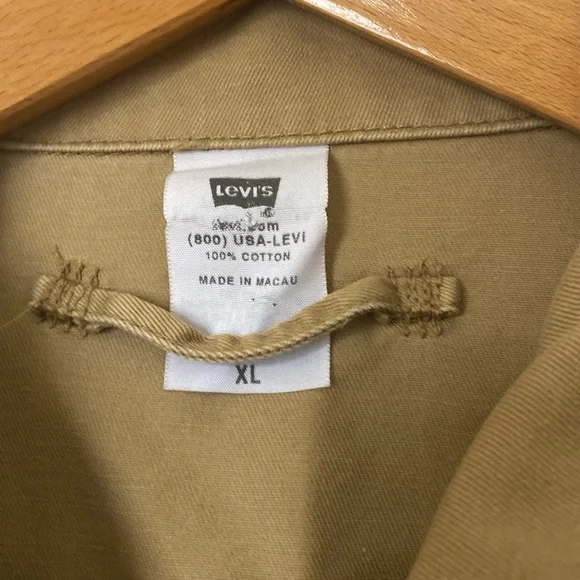 Levi's
(800) USA-LEVI
100% COTTON
MADE IN MACAU
XL